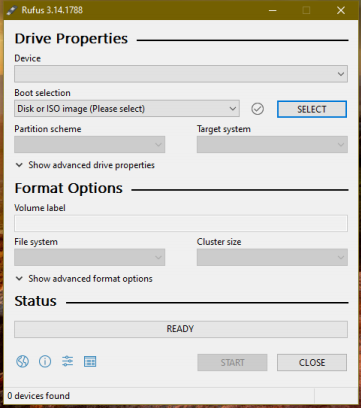 Rufus 3.14.1788
Drive Properties
Device
Boot selection
Disk or ISO image (Please select)
SELECT
Partition scheme
Target system
Show advanced drive properties
Format Options
Volume label
File system
Cluster size
Show advanced format options
Status
READY
START
CLOSE
0 devices found